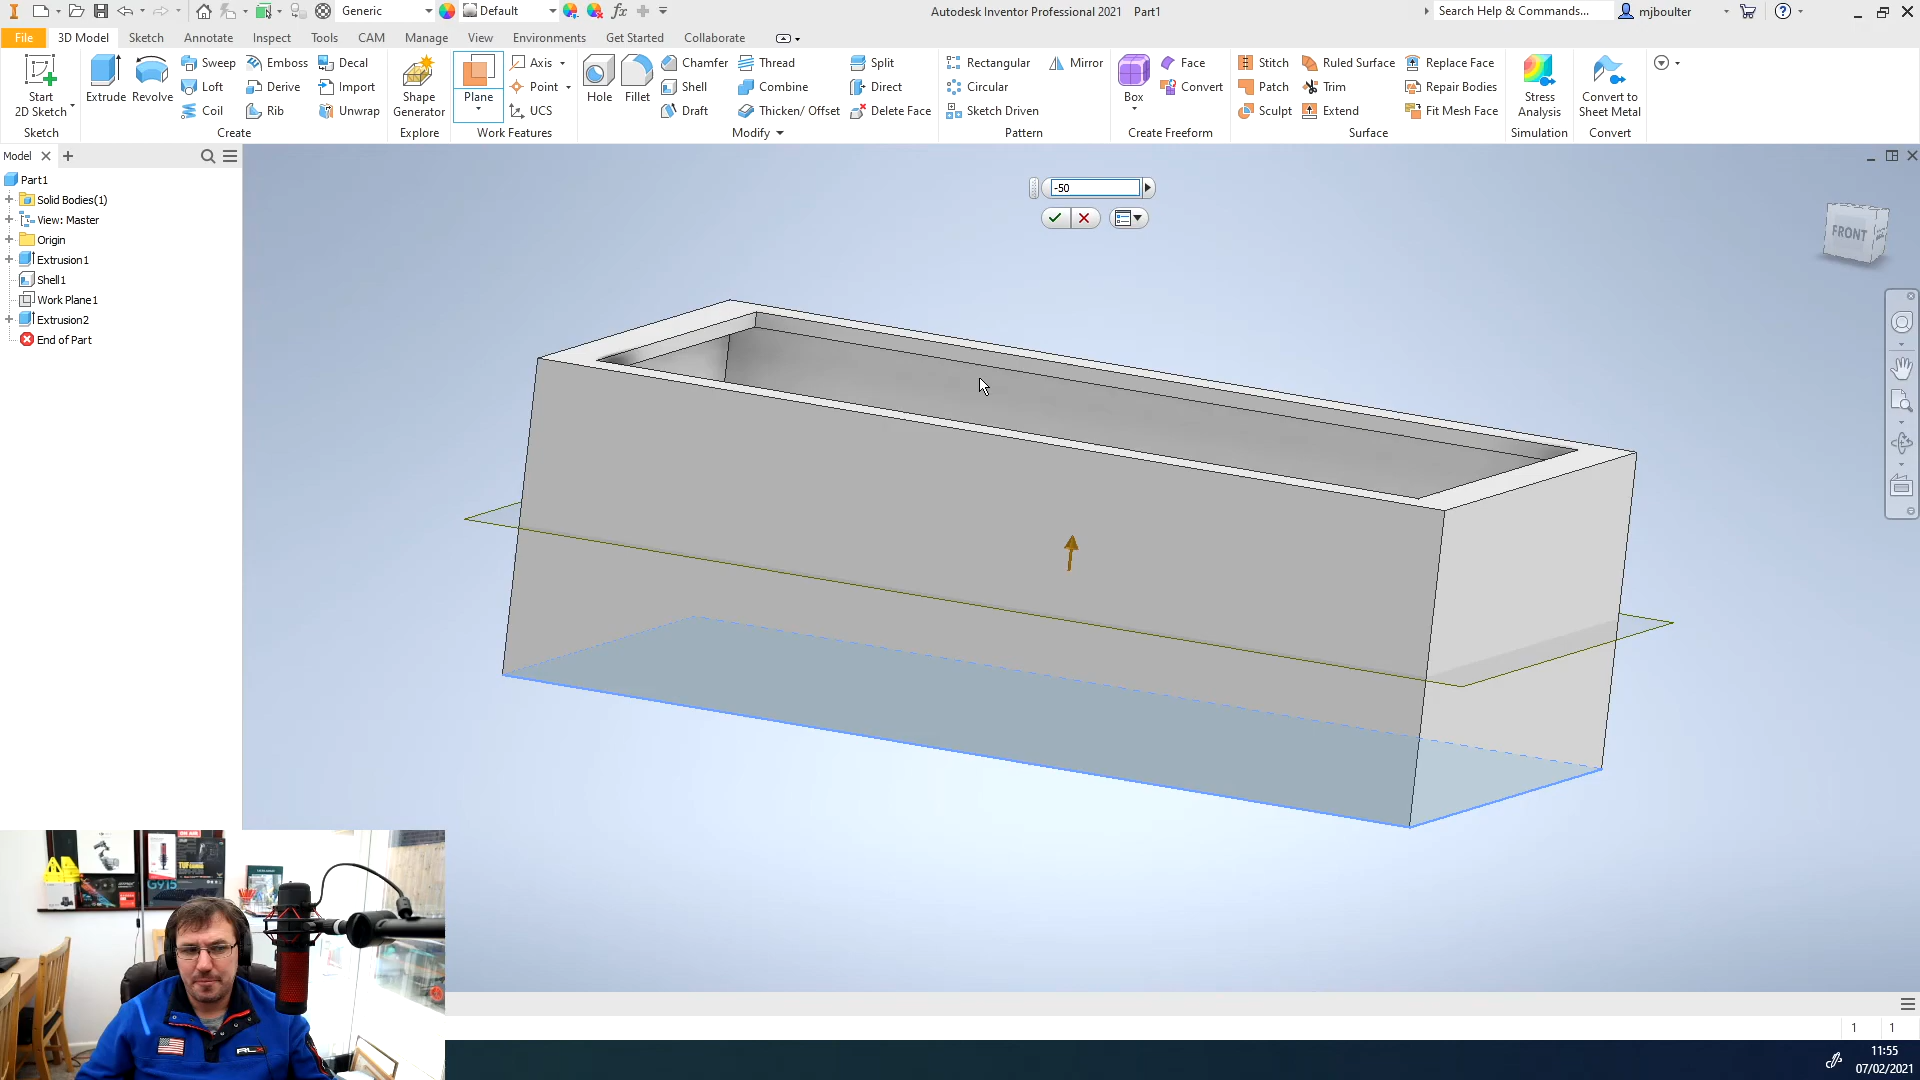 Generic
Default
fx
Autodesk Inventor Professional 2021 Part1
Search Help & Commands...
mjboulter
File
3D Model
Sketch
Annotate
Inspect
Tools
CAM
Manage
View
Environments
Get Started
Collaborate
Start
2D Sketch
Sketch
Extrude
Revolve
Sweep
Emboss
Decal
Loft
Derive
Import
Coil
Rib
Unwrap
Create
Shape
Generator
Explore
Plane
Axis
Point
UCS
Work Features
Hole
Fillet
Chamfer
Thread
Split
Shell
Combine
Direct
Draft
Thicken/ Offset
Delete Face
Modify
Rectangular
Mirror
Circular
Sketch Driven
Pattern
Box
Face
Convert
Create Freeform
Stitch
Ruled Surface
Replace Face
Patch
Trim
Repair Bodies
Sculpt
Extend
Fit Mesh Face
Surface
Stress
Analysis
Simulation
Convert to
Sheet Metal
Convert
Model
Part1
Solid Bodies(1)
View: Master
Origin
Extrusion1
Shell1
Work Plane1
Extrusion2
End of Part
-50
FRONT
G915
RLX
1 1
11:55
07/02/2021